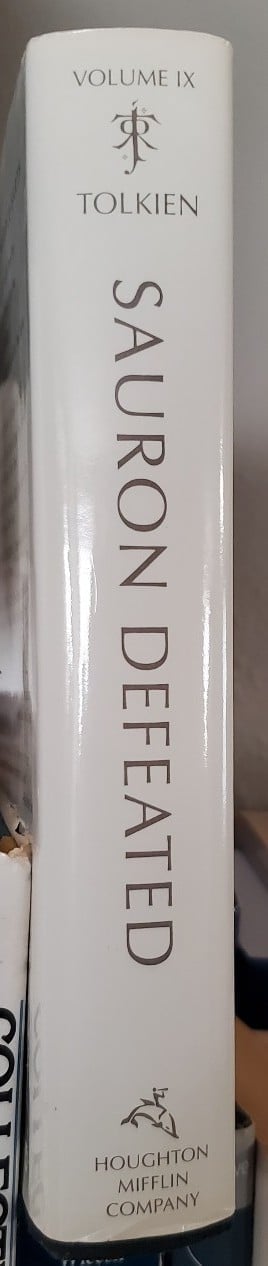 VOLUME IX
TOLKIEN
SAURON DEFEATED
HOUGHTON
MIFFLIN
COMPANY